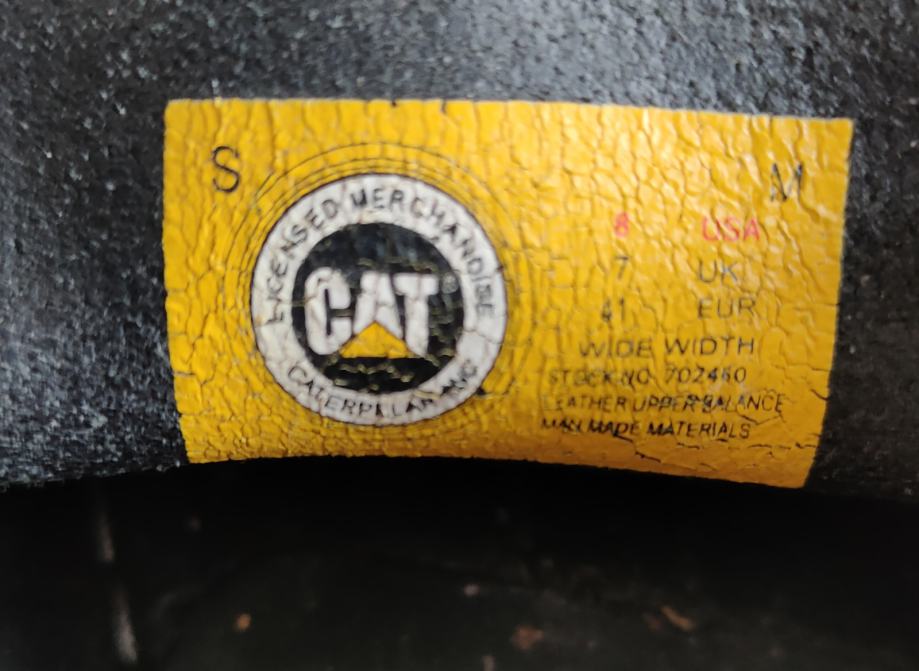 S
M
LICENSED MERCHANDISE
CAT®
CATERPILLAR INC
8 USA
7 UK
41 EUR
WIDE WIDTH
STOCK NO 702460
LEATHER UPPER BALANCE
MAN MADE MATERIALS